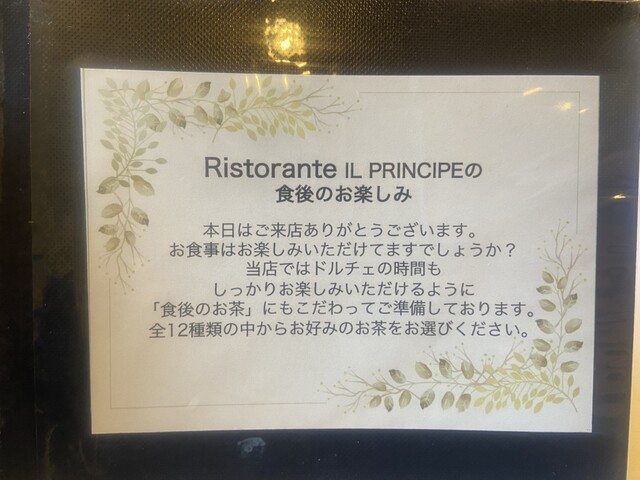 Ristorante IL PRINCIPEの
食後のお楽しみ
本日はご来店ありがとうございます。
お食事はお楽しみいただけてますでしょうか？
当店ではドルチェの時間も
しっかりお楽しみいただけるように
「食後のお茶」にもこだわってご準備しております。
全12種類の中からお好みのお茶をお選びください。